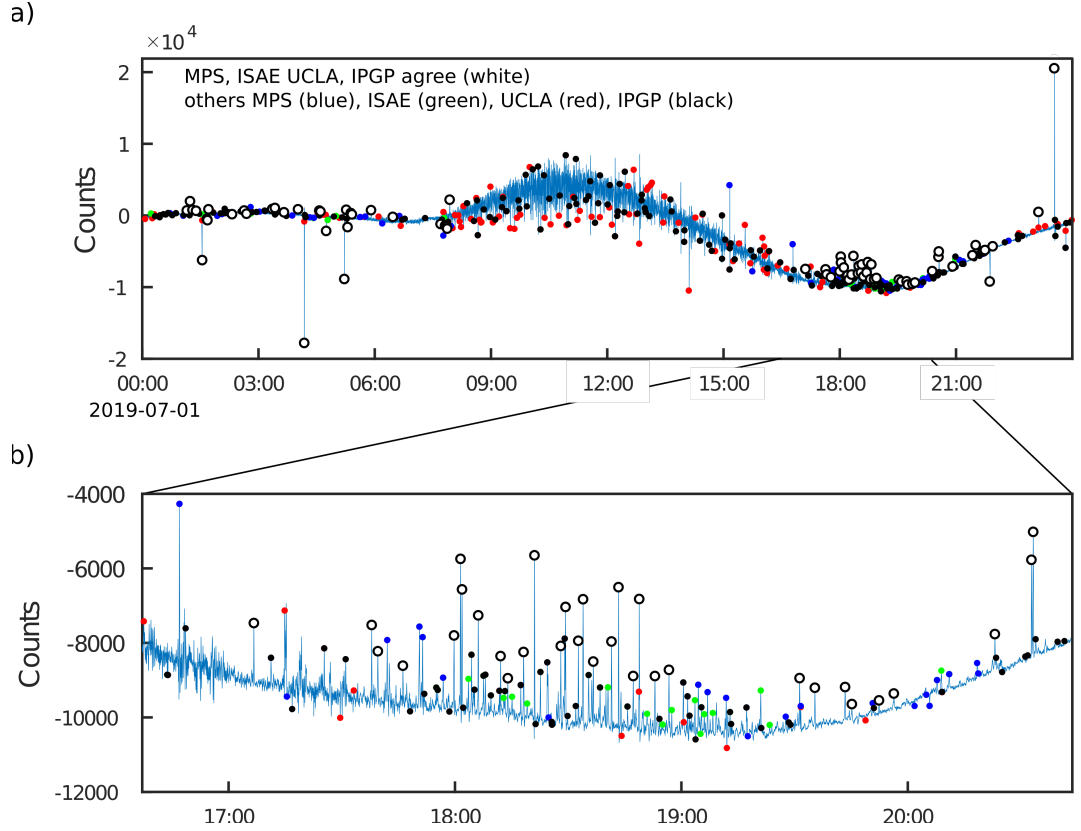 a)
×10⁴
MPS, ISAE UCLA, IPGP agree (white)
others MPS (blue), ISAE (green), UCLA (red), IPGP (black)
2
1
0
-1
-2
Counts
00:00 03:00 06:00 09:00 12:00 15:00 18:00 21:00
2019-07-01
b)
-4000
-6000
-8000
-10000
-12000
Counts
17:00 18:00 19:00 20:00